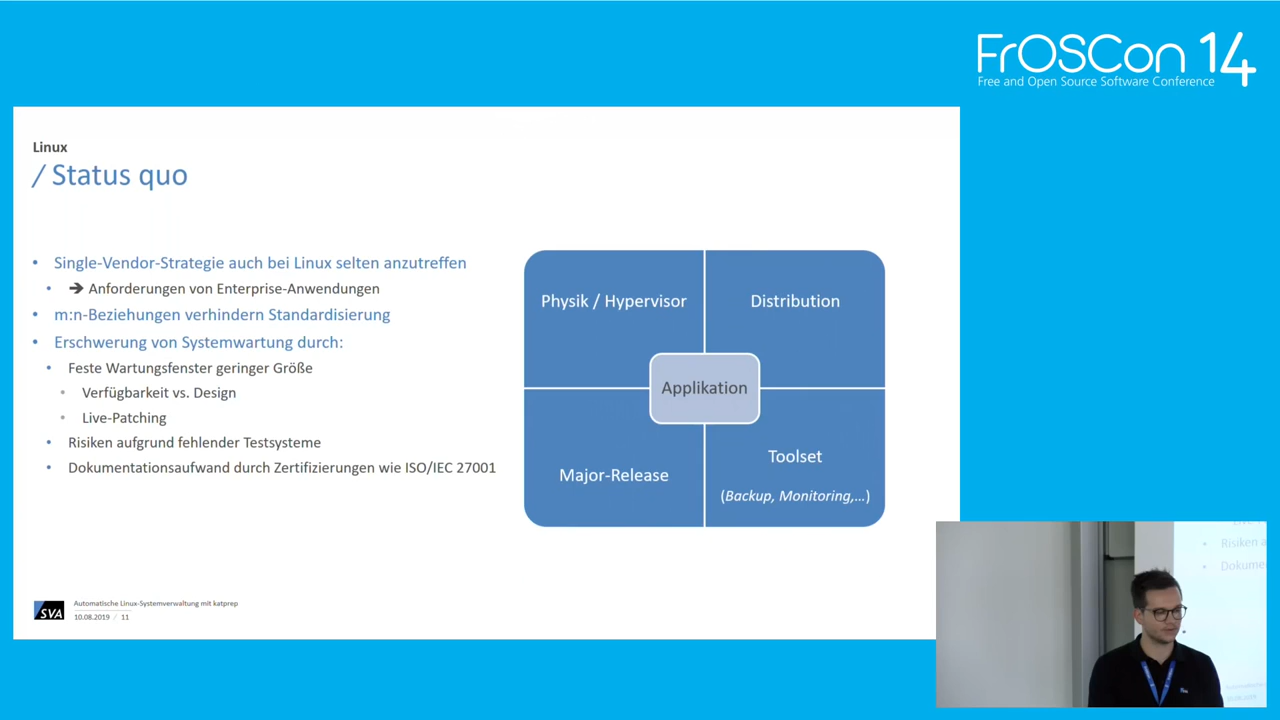 FrOSCon 14
Free and Open Source Software Conference
Linux
/ Status quo
• Single-Vendor-Strategie auch bei Linux selten anzutreffen
• ➔ Anforderungen von Enterprise-Anwendungen
• m:n-Beziehungen verhindern Standardisierung
• Erschwerung von Systemwartung durch:
• Feste Wartungsfenster geringer Größe
• Verfügbarkeit vs. Design
• Live-Patching
• Risiken aufgrund fehlender Testsysteme
• Dokumentationsaufwand durch Zertifizierungen wie ISO/IEC 27001
Physik / Hypervisor
Distribution
Applikation
Major-Release
Toolset
(Backup, Monitoring,...)
SVA
Automatische Linux-Systemverwaltung mit katprep
10.08.2019 / 11
• Risiken a
• Dokume